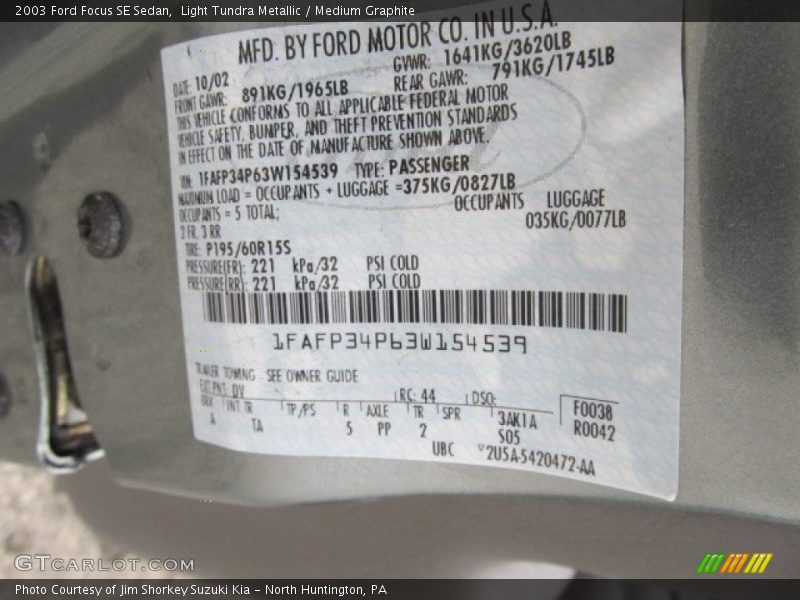 2003 Ford Focus SE Sedan,  Light Tundra Metallic / Medium Graphite
MFD. BY FORD MOTOR CO. IN U.S.A.
DATE: 10/02 GVWR: 1641KG/3620LB
FRONT GAWR: 891KG/1965LB REAR GAWR: 791KG/1745LB
THIS VEHICLE CONFORMS TO ALL APPLICABLE FEDERAL MOTOR
VEHICLE SAFETY, BUMPER, AND THEFT PREVENTION STANDARDS
IN EFFECT ON THE DATE OF MANUFACTURE SHOWN ABOVE.
VIN: 1FAFP34P63W154539 TYPE: PASSENGER
MAXIMUM LOAD = OCCUPANTS + LUGGAGE =375KG/0827LB
OCCUPANTS = 5 TOTAL; OCCUPANTS LUGGAGE
2 FR, 3 RR 035KG/0077LB
TIRE: P195/60R15S
PRESSURE(FR): 221 kPa/32 PSI COLD
PRESSURE(RR): 221 kPa/32 PSI COLD
1FAFP34P63W154539
TRAILER TOWING SEE OWNER GUIDE
EXT PNT: DV RC: 44 DSO: F0038
BRK INT TR TP/PS R AXLE TR SPR 3AK1A R0042
A TA 5 PP 2 S05
UBC ▽2U5A-5420472-AA
GTCARLOT.COM
Photo Courtesy of Jim Shorkey Suzuki Kia – North Huntington, PA